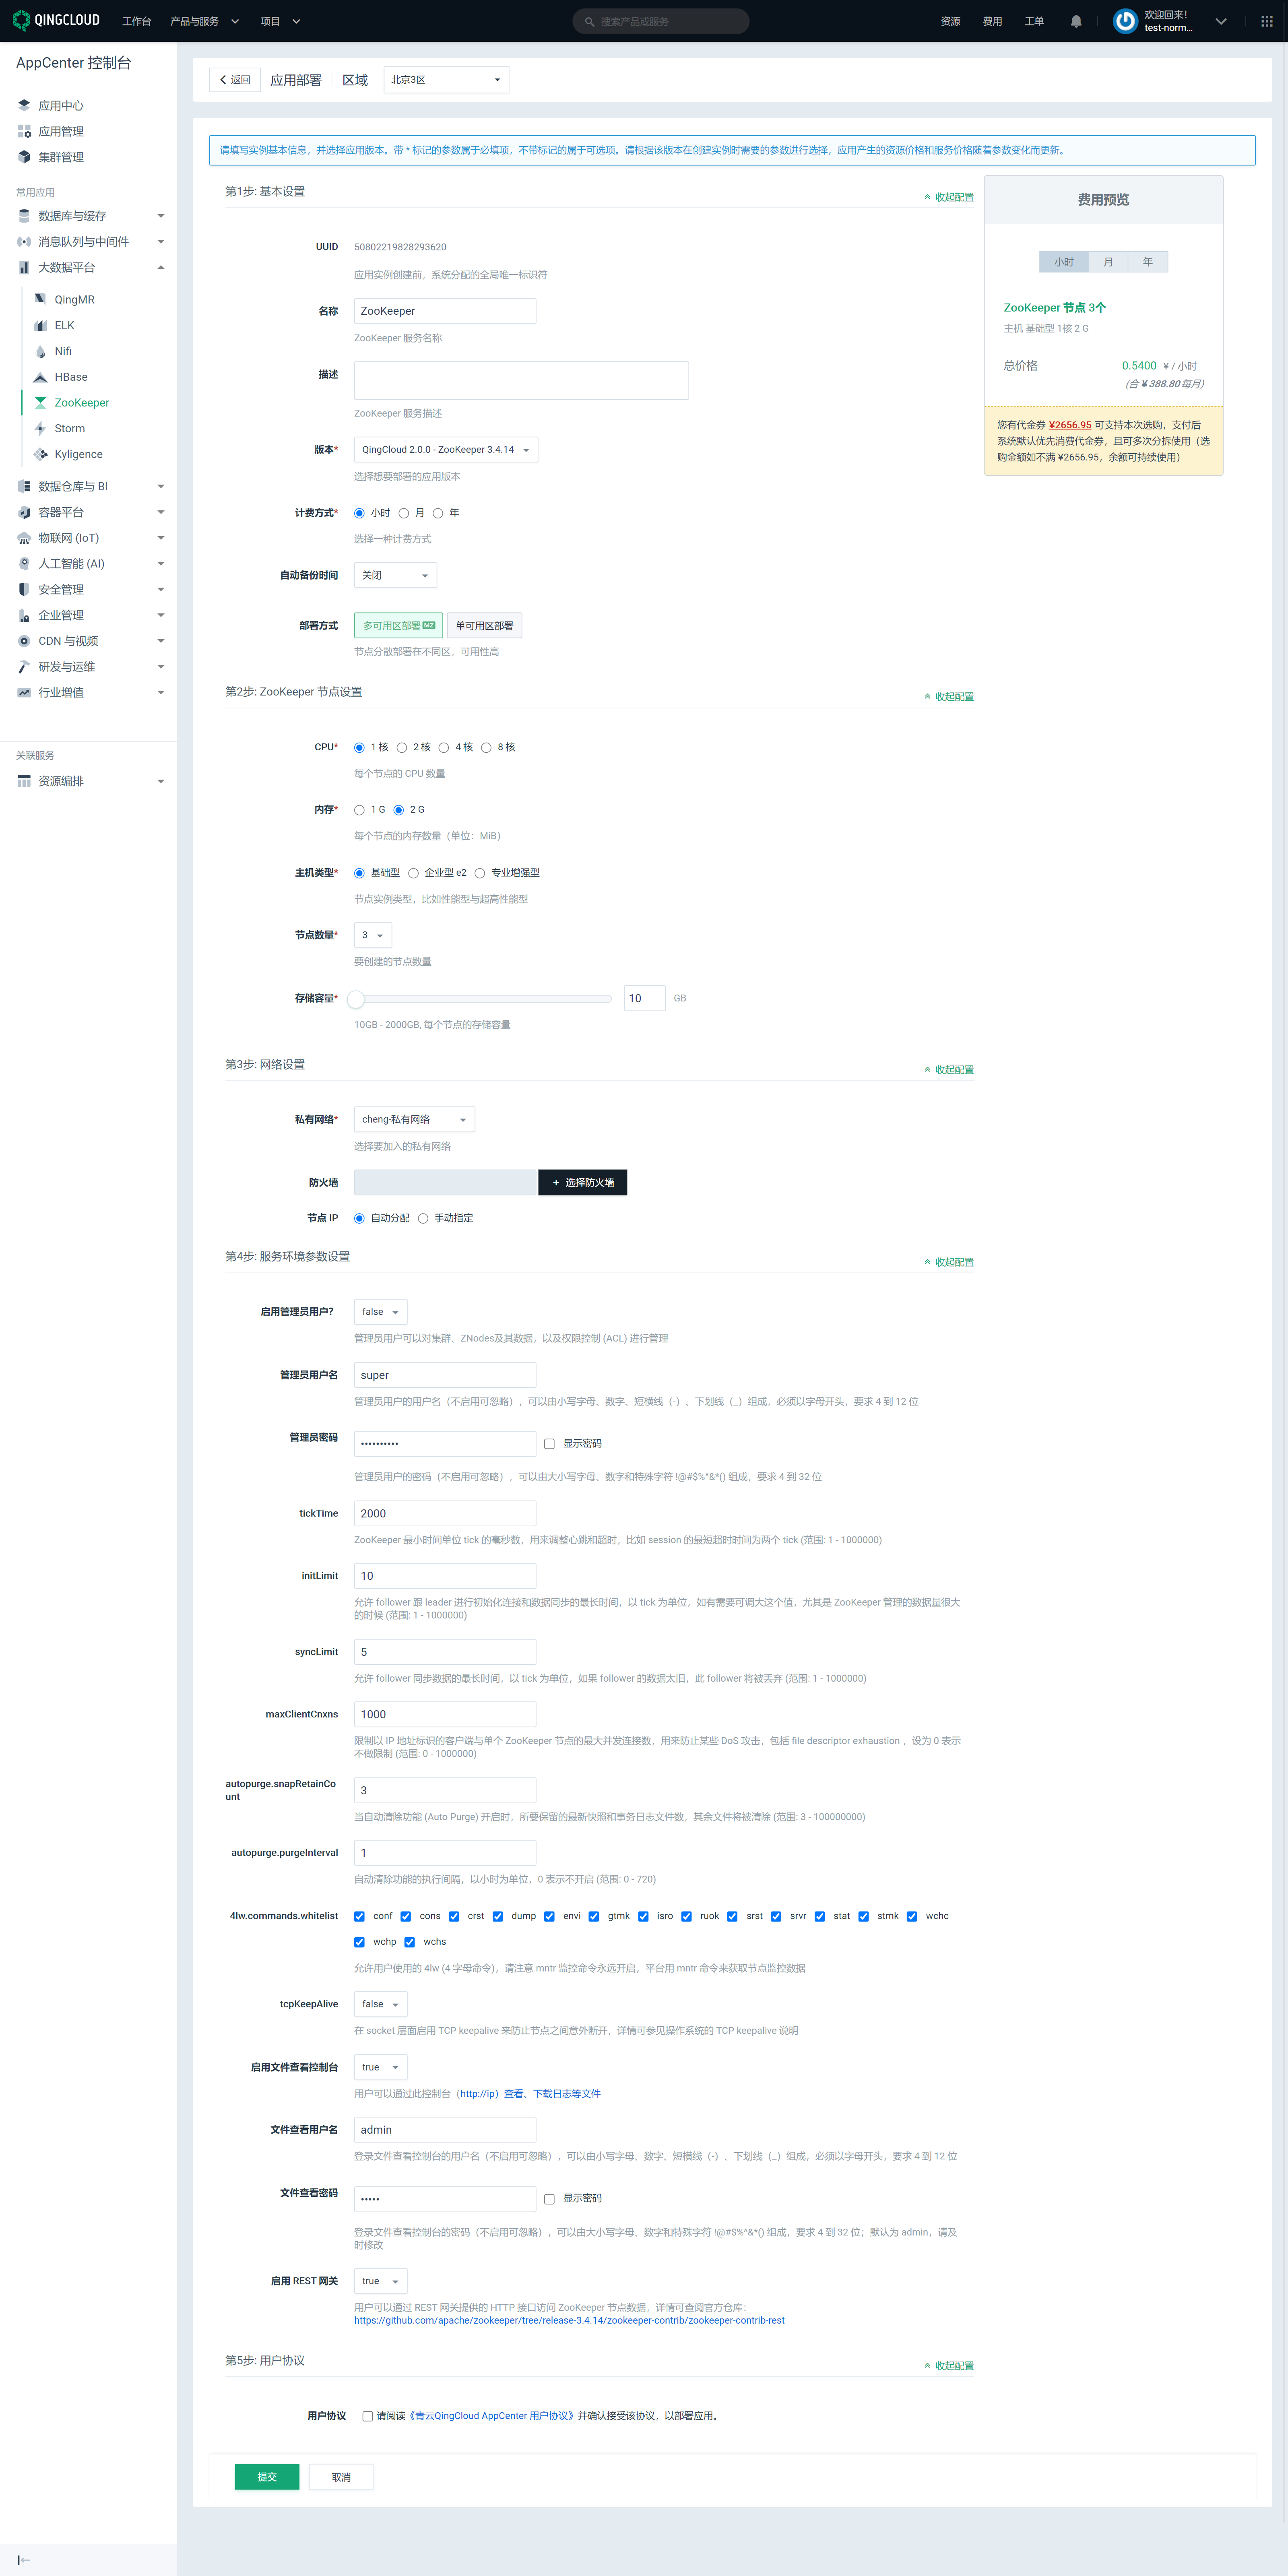 QINGCLOUD 工作台 产品与服务 项目 搜索产品或服务 资源 费用 工单 欢迎回来!
test-norm...
AppCenter 控制台
应用中心
应用管理
集群管理
常用应用
数据库与缓存
消息队列与中间件
大数据平台
QingMR
ELK
Nifi
HBase
ZooKeeper
Storm
Kyligence
数据仓库与 BI
容器平台
物联网 (IoT)
人工智能 (AI)
安全管理
企业管理
CDN 与视频
研发与运维
行业增值
关联服务
资源编排
返回 应用部署 区域 北京3区
请填写实例基本信息，并选择应用版本。带 * 标记的参数属于必填项，不带标记的属于可选项。请根据该版本在创建实例时需要的参数进行选择，应用产生的资源价格和服务价格随着参数变化而更新。
第1步: 基本设置 收起配置
UUID 50802219828293620
应用实例创建前，系统分配的全局唯一标识符
名称 ZooKeeper
ZooKeeper 服务名称
描述
ZooKeeper 服务描述
版本* QingCloud 2.0.0 - ZooKeeper 3.4.14
选择想要部署的应用版本
计费方式* 小时 月 年
选择一种计费方式
自动备份时间 关闭
部署方式 多可用区部署 MZ 单可用区部署
节点分散部署在不同区，可用性高
第2步: ZooKeeper 节点设置 收起配置
CPU* 1 核 2 核 4 核 8 核
每个节点的 CPU 数量
内存* 1 G 2 G
每个节点的内存数量（单位：MiB）
主机类型* 基础型 企业型 e2 专业增强型
节点实例类型，比如性能型与超高性能型
节点数量* 3
要创建的节点数量
存储容量* 10 GB
10GB - 2000GB, 每个节点的存储容量
第3步: 网络设置 收起配置
私有网络* cheng-私有网络
选择要加入的私有网络
防火墙 + 选择防火墙
节点 IP 自动分配 手动指定
第4步: 服务环境参数设置 收起配置
启用管理员用户? false
管理员用户可以对集群、ZNodes及其数据，以及权限控制 (ACL) 进行管理
管理员用户名 super
管理员用户的用户名（不启用可忽略），可以由小写字母、数字、短横线（-）、下划线（_）组成，必须以字母开头，要求 4 到 12 位
管理员密码 •••••••••• 显示密码
管理员用户的密码（不启用可忽略），可以由大小写字母、数字和特殊字符 !@#$%^&*() 组成，要求 4 到 32 位
tickTime 2000
ZooKeeper 最小时间单位 tick 的毫秒数，用来调整心跳和超时，比如 session 的最短超时时间为两个 tick (范围: 1 - 1000000)
initLimit 10
允许 follower 跟 leader 进行初始化连接和数据同步的最长时间，以 tick 为单位，如有需要可调大这个值，尤其是 ZooKeeper 管理的数据量很大
的时候 (范围: 1 - 1000000)
syncLimit 5
允许 follower 同步数据的最长时间，以 tick 为单位，如果 follower 的数据太旧，此 follower 将被丢弃 (范围: 1 - 1000000)
maxClientCnxns 1000
限制以 IP 地址标识的客户端与单个 ZooKeeper 节点的最大并发连接数，用来防止某些 DoS 攻击，包括 file descriptor exhaustion ，设为 0 表示
不做限制 (范围: 0 - 1000000)
autopurge.snapRetainCo
unt 3
当自动清除功能 (Auto Purge) 开启时，所要保留的最新快照和事务日志文件数，其余文件将被清除 (范围: 3 - 100000000)
autopurge.purgeInterval 1
自动清除功能的执行间隔，以小时为单位，0 表示不开启 (范围: 0 - 720)
4lw.commands.whitelist conf cons crst dump envi gtmk isro ruok srst srvr stat stmk wchc
wchp wchs
允许用户使用的 4lw (4 字母命令)，请注意 mntr 监控命令永远开启，平台用 mntr 命令来获取节点监控数据
tcpKeepAlive false
在 socket 层面启用 TCP keepalive 来防止节点之间意外断开，详情可参见操作系统的 TCP keepalive 说明
启用文件查看控制台 true
用户可以通过此控制台（http://ip）查看、下载日志等文件
文件查看用户名 admin
登录文件查看控制台的用户名（不启用可忽略），可以由小写字母、数字、短横线（-）、下划线（_）组成，必须以字母开头，要求 4 到 12 位
文件查看密码 ••••• 显示密码
登录文件查看控制台的密码（不启用可忽略），可以由大小写字母、数字和特殊字符 !@#$%^&*() 组成，要求 4 到 32 位；默认为 admin，请及
时修改
启用 REST 网关 true
用户可以通过 REST 网关提供的 HTTP 接口访问 ZooKeeper 节点数据，详情可查阅官方仓库：
https://github.com/apache/zookeeper/tree/release-3.4.14/zookeeper-contrib/zookeeper-contrib-rest
第5步: 用户协议 收起配置
用户协议 请阅读《青云QingCloud AppCenter 用户协议》并确认接受该协议，以部署应用。
提交 取消
费用预览
小时 月 年
ZooKeeper 节点 3个
主机 基础型 1核 2 G
总价格 0.5400 ¥ / 小时
(合 ¥ 388.80 每月)
您有代金券 ¥2656.95 可支持本次选购，支付后
系统默认优先消费代金券，且可多次分拆使用（选
购金额如不满 ¥2656.95，余额可持续使用）